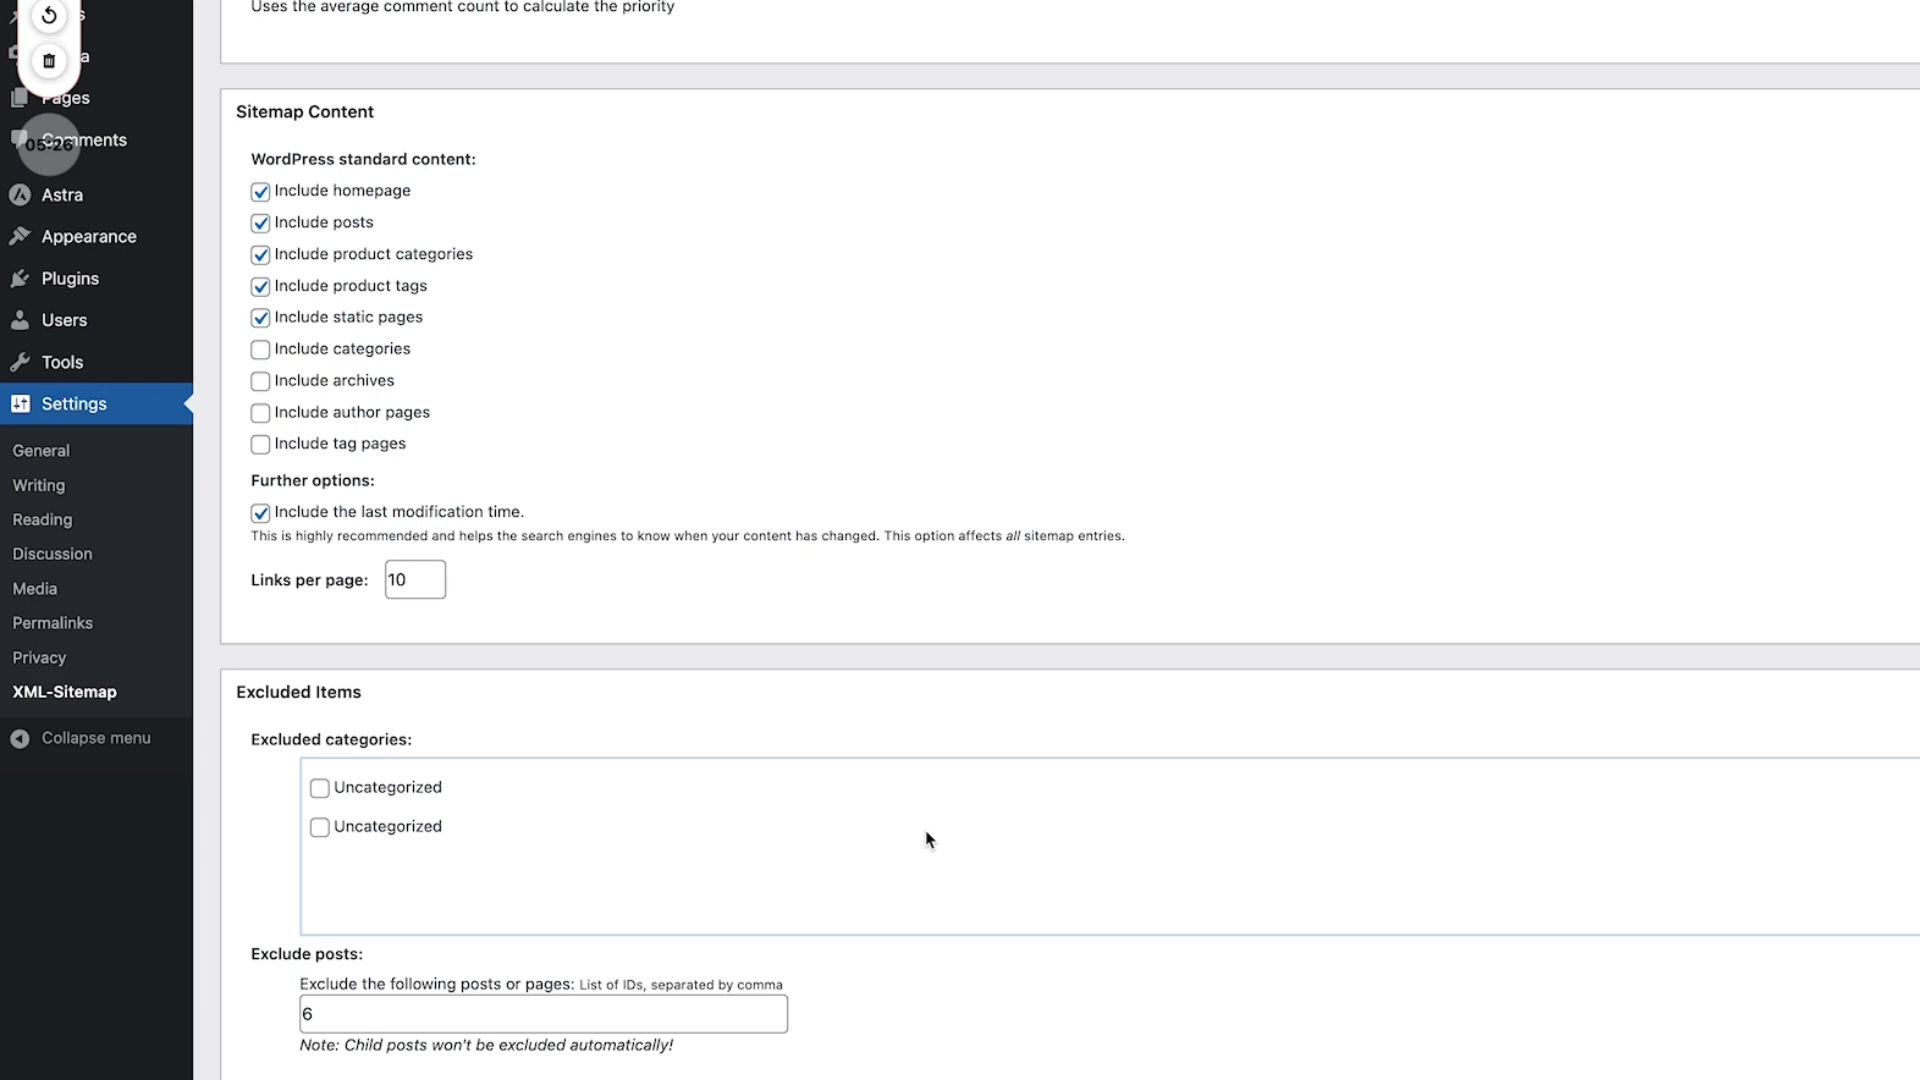 Uses the average comment count to calculate the priority
Pages
Comments
05:26
Astra
Appearance
Plugins
Users
Tools
Settings
General
Writing
Reading
Discussion
Media
Permalinks
Privacy
XML-Sitemap
Collapse menu
Sitemap Content
WordPress standard content:
Include homepage
Include posts
Include product categories
Include product tags
Include static pages
Include categories
Include archives
Include author pages
Include tag pages
Further options:
Include the last modification time.
This is highly recommended and helps the search engines to know when your content has changed. This option affects all sitemap entries.
Links per page: 10
Excluded Items
Excluded categories:
Uncategorized
Uncategorized
Exclude posts:
Exclude the following posts or pages: List of IDs, separated by comma
6
Note: Child posts won't be excluded automatically!